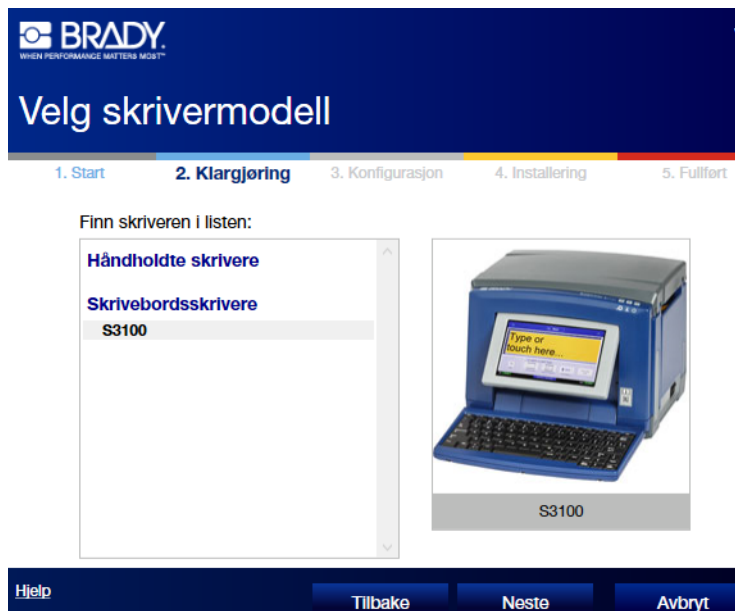 BRADY.
WHEN PERFORMANCE MATTERS MOST™
Velg skrivermodell
1. Start 2. Klargjøring 3. Konfigurasjon 4. Installering 5. Fullført
Finn skriveren i listen:
Håndholdte skrivere
Skrivebordsskrivere
S3100
Type or
touch here...
S3100
Hjelp Tilbake Neste Avbryt